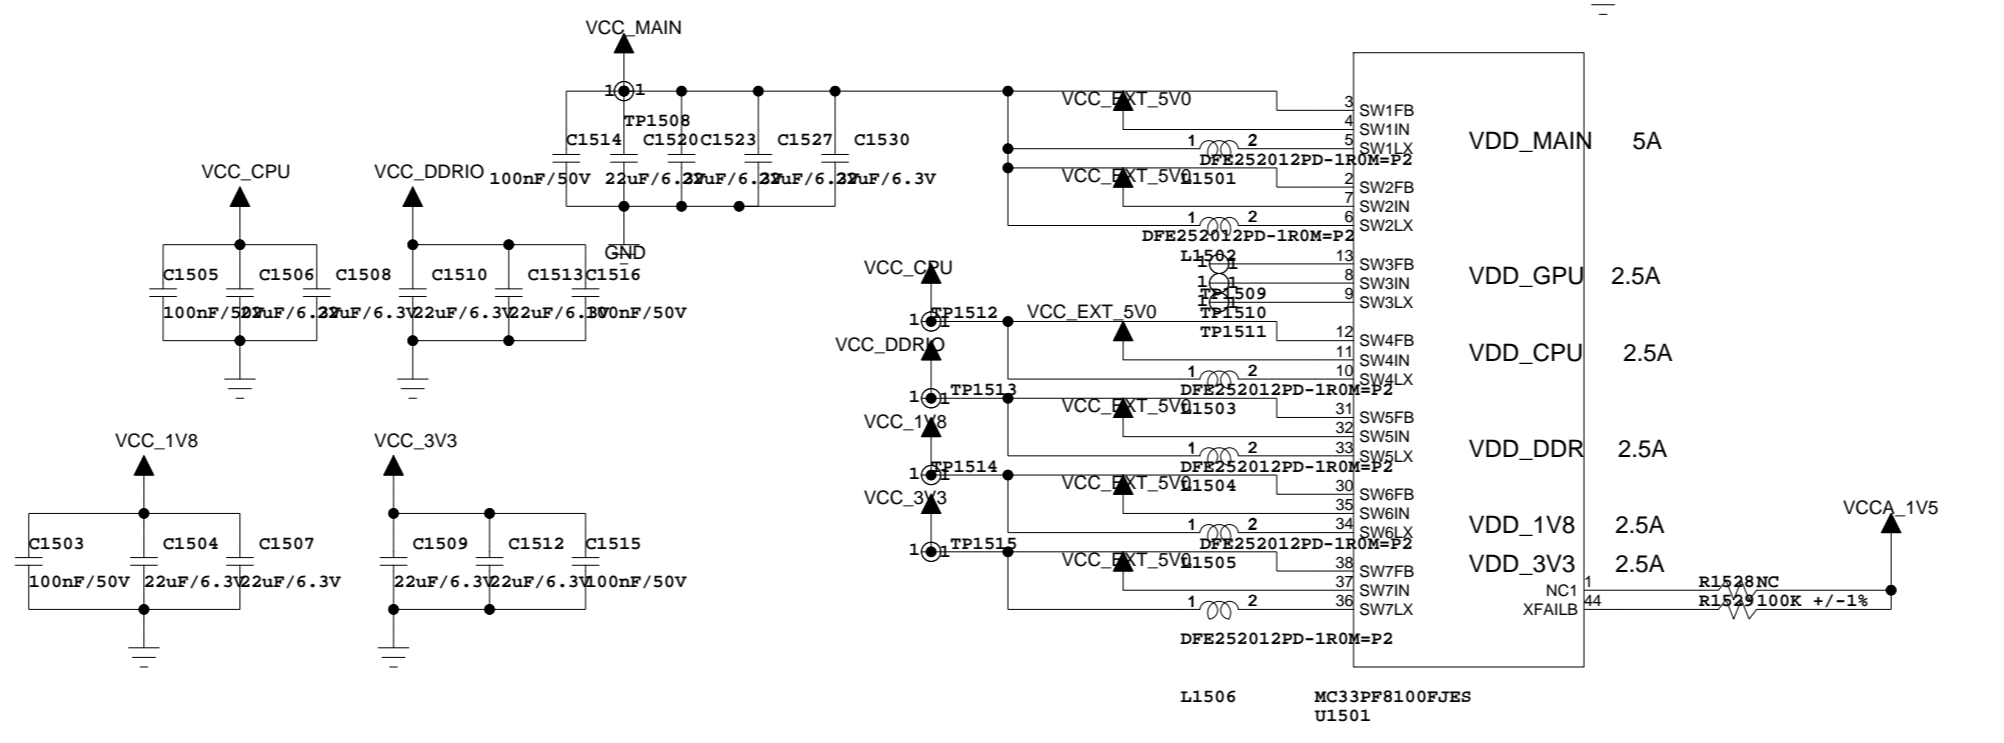 VCC_MAIN
1 1
TP1508
C1514 C1520 C1523 C1527 C1530
100nF/50V 22uF/6.3V 22uF/6.3V 22uF/6.3V 22uF/6.3V
GND
VCC_CPU
C1505 C1506 C1508
100nF/50V 22uF/6.3V 22uF/6.3V
VCC_DDRIO
C1510 C1513 C1516
22uF/6.3V 22uF/6.3V 100nF/50V
VCC_1V8
C1503 C1504 C1507
100nF/50V 22uF/6.3V 22uF/6.3V
VCC_3V3
C1509 C1512 C1515
22uF/6.3V 22uF/6.3V 100nF/50V
VCC_EXT_5V0
1 2
DFE252012PD-1R0M=P2
L1501
VCC_EXT_5V0
1 2
DFE252012PD-1R0M=P2
L1502
1 1
1 1
TP1509
1 1
TP1510
TP1511
VCC_CPU
1 1
TP1512
VCC_EXT_5V0
1 2
DFE252012PD-1R0M=P2
L1503
VCC_DDRIO
1 1
TP1513
VCC_EXT_5V0
1 2
DFE252012PD-1R0M=P2
L1504
VCC_1V8
1 1
TP1514
VCC_EXT_5V0
1 2
DFE252012PD-1R0M=P2
L1505
VCC_3V3
1 1
TP1515
VCC_EXT_5V0
1 2
DFE252012PD-1R0M=P2
L1506
3 SW1FB
4 SW1IN
5 SW1LX
VDD_MAIN 5A
2 SW2FB
7 SW2IN
6 SW2LX
13 SW3FB
8 SW3IN
9 SW3LX
VDD_GPU 2.5A
12 SW4FB
11 SW4IN
10 SW4LX
VDD_CPU 2.5A
31 SW5FB
32 SW5IN
33 SW5LX
VDD_DDR 2.5A
30 SW6FB
35 SW6IN
34 SW6LX
VDD_1V8 2.5A
38 SW7FB
37 SW7IN
36 SW7LX
VDD_3V3 2.5A
NC1 1
XFAILB 44
R1528 NC
R1529 100K +/-1%
VCCA_1V5
MC33PF8100FJES
U1501